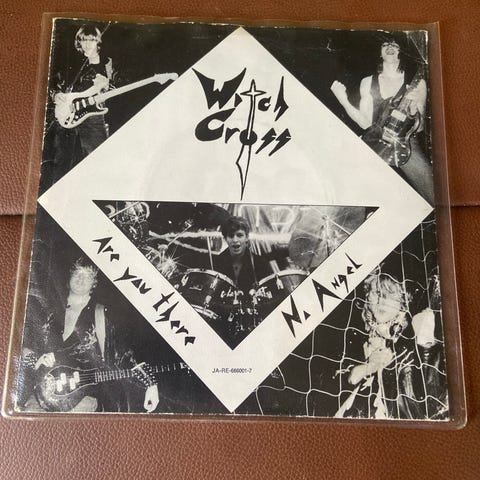 Witch
Cross
Are you there
No Angel
JA-RE-666001-7